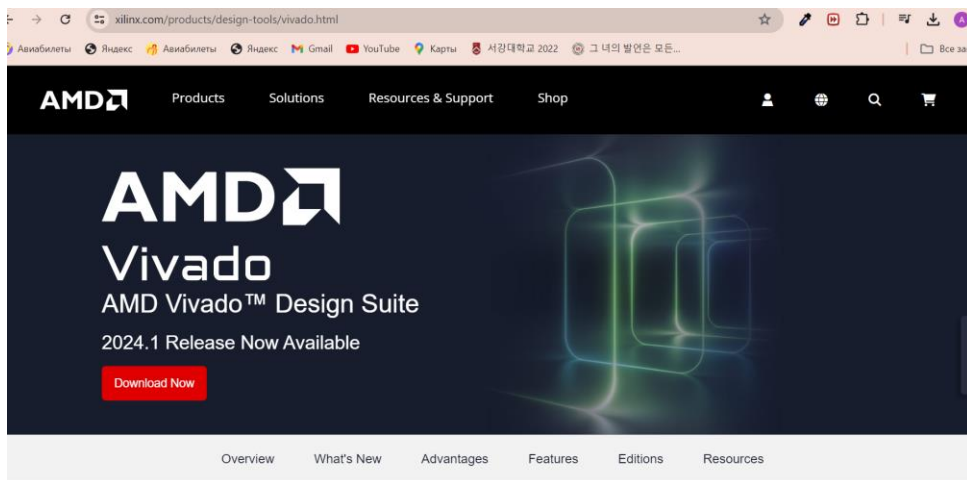 xilinx.com/products/design-tools/vivado.html
Авиабилеты Яндекс Авиабилеты Яндекс Gmail YouTube Карты 서강대학교 2022 그 녀의 발언은 모든... Все за
AMD Products Solutions Resources & Support Shop
AMD
Vivado
AMD Vivado™ Design Suite
2024.1 Release Now Available
Download Now
Overview What's New Advantages Features Editions Resources